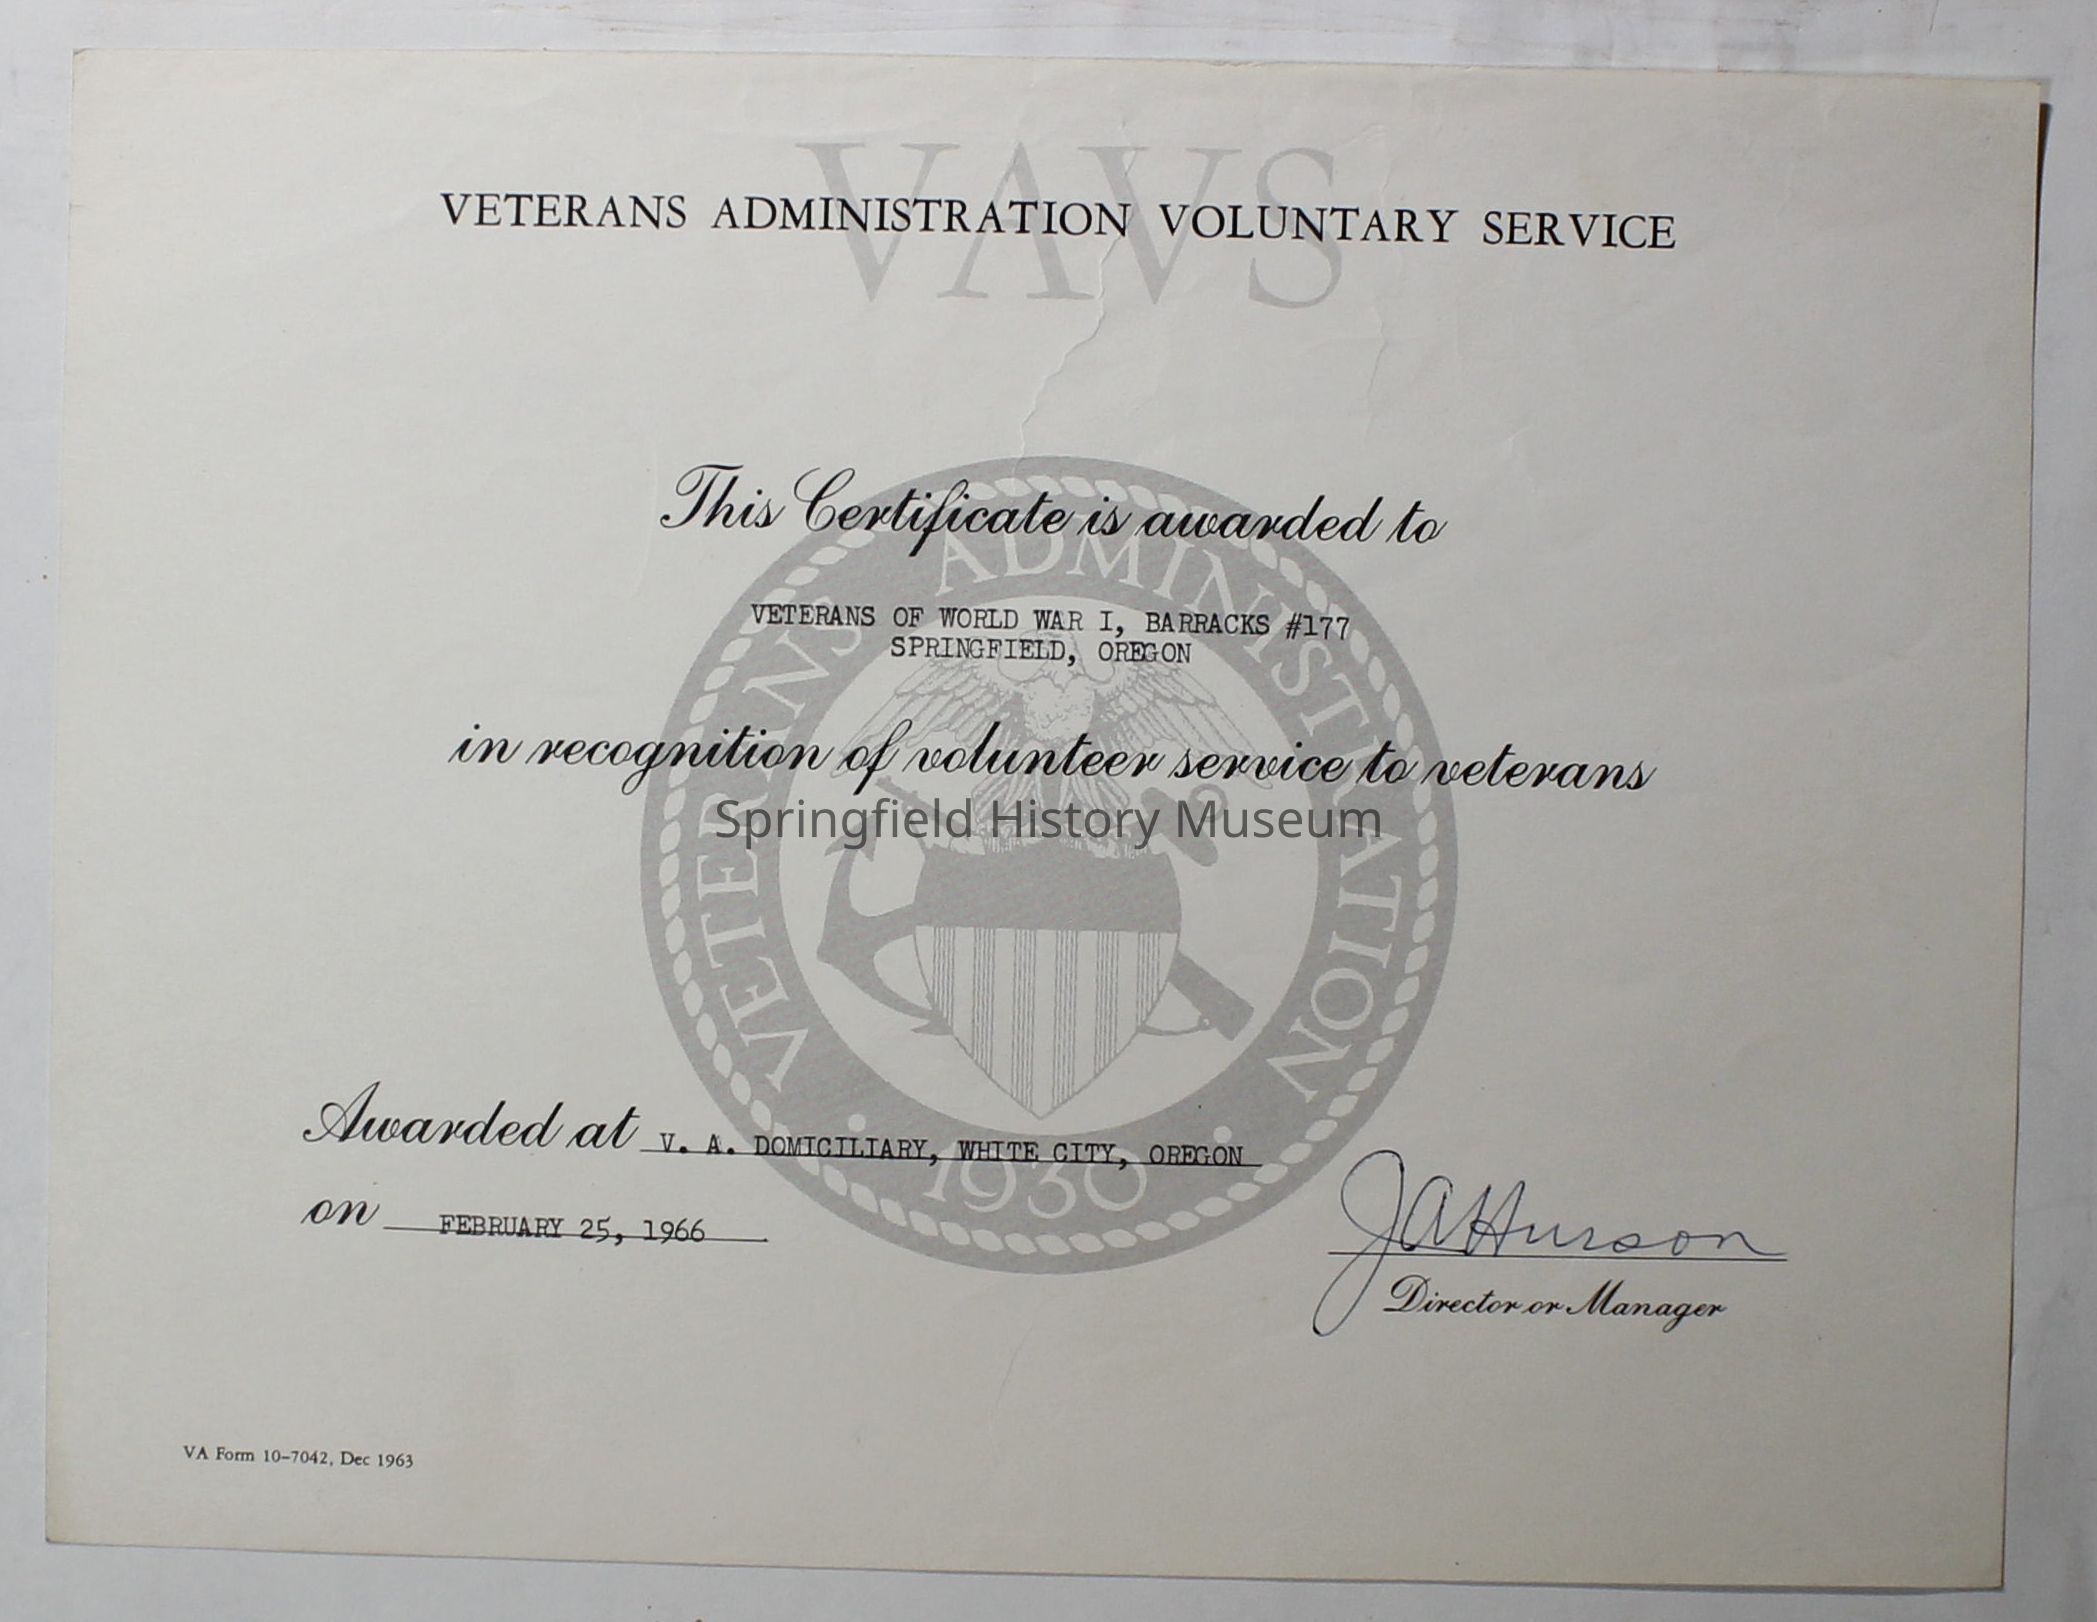 VAVS
VETERANS ADMINISTRATION VOLUNTARY SERVICE
This Certificate is awarded to
VETERANS ADMINISTRATION
VETERANS OF WORLD WAR I, BARRACKS #177
SPRINGFIELD, OREGON
in recognition of volunteer service to veterans
Springfield History Museum
Awarded at V. A. DOMICILIARY, WHITE CITY, OREGON
1930
on FEBRUARY 25, 1966
JAHurson
Director or Manager
VA Form 10-7042, Dec 1963